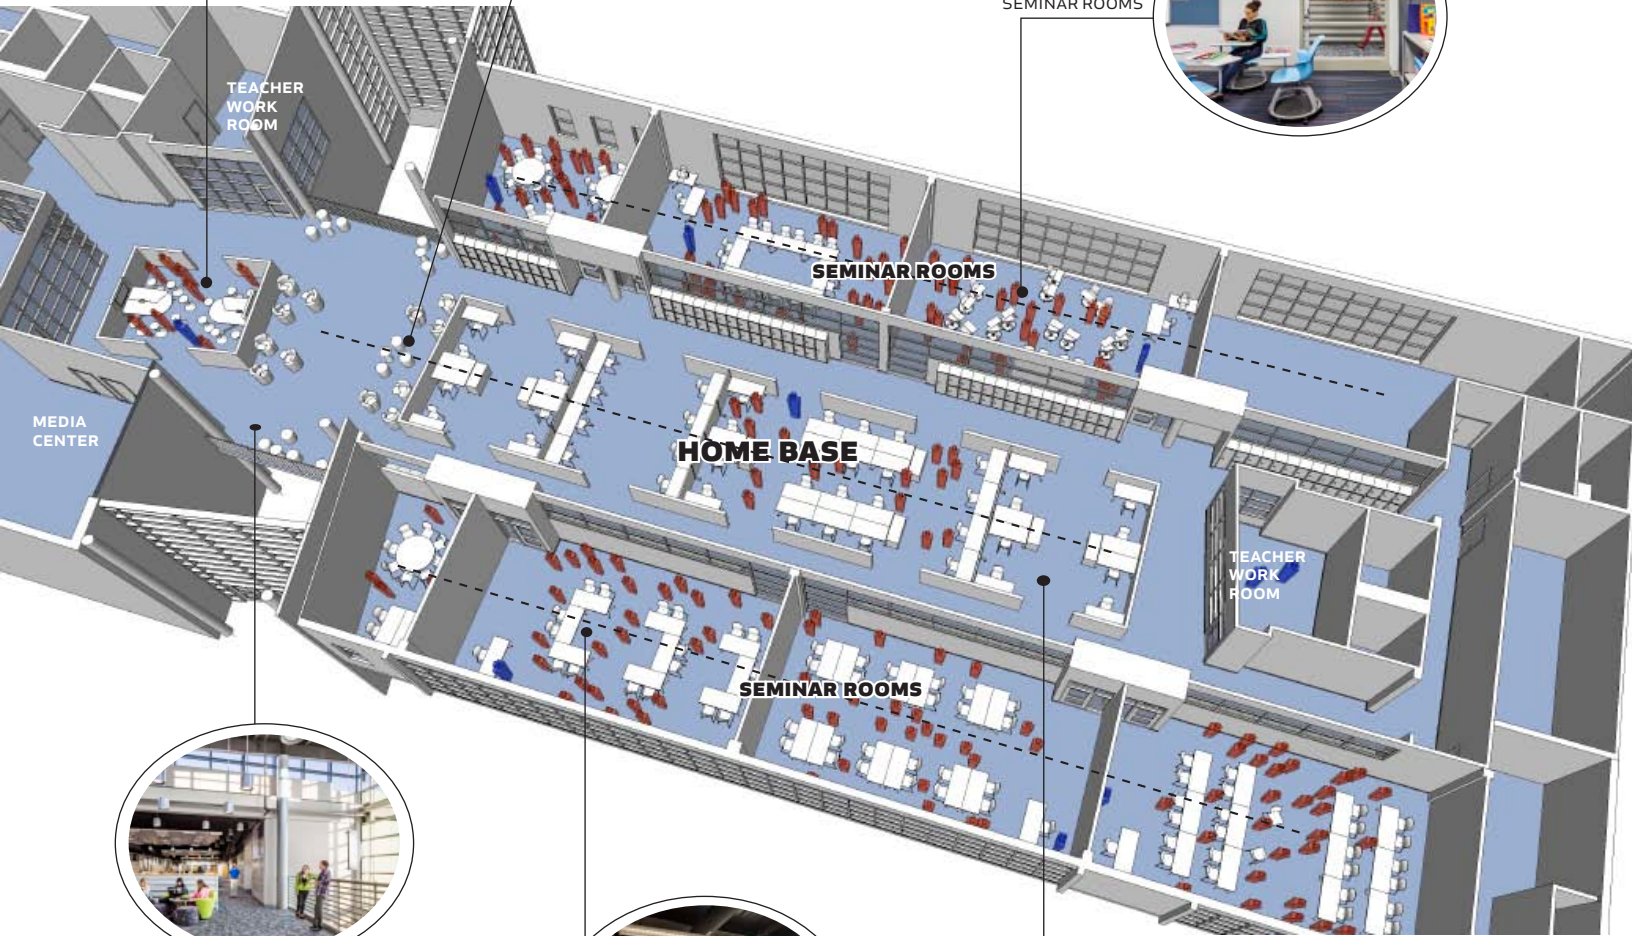 SEMINAR ROOMS
TEACHER
WORK
ROOM
SEMINAR ROOMS
MEDIA
CENTER
HOME BASE
TEACHER
WORK
ROOM
SEMINAR ROOMS